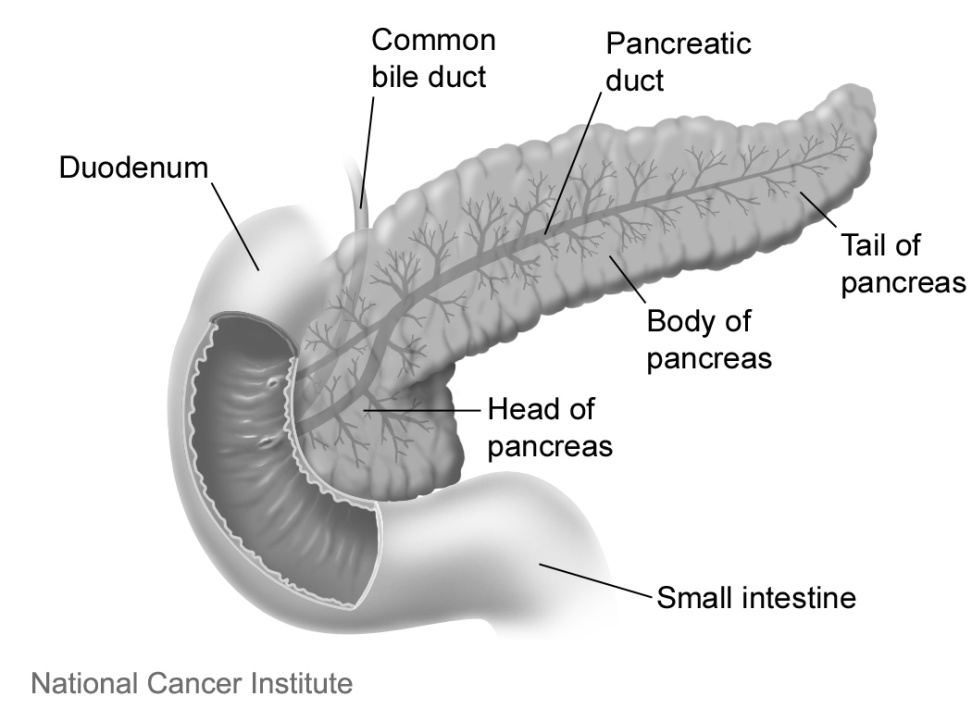 Common
bile duct
Pancreatic
duct
Duodenum
Tail of
pancreas
Body of
pancreas
Head of
pancreas
Small intestine
National Cancer Institute